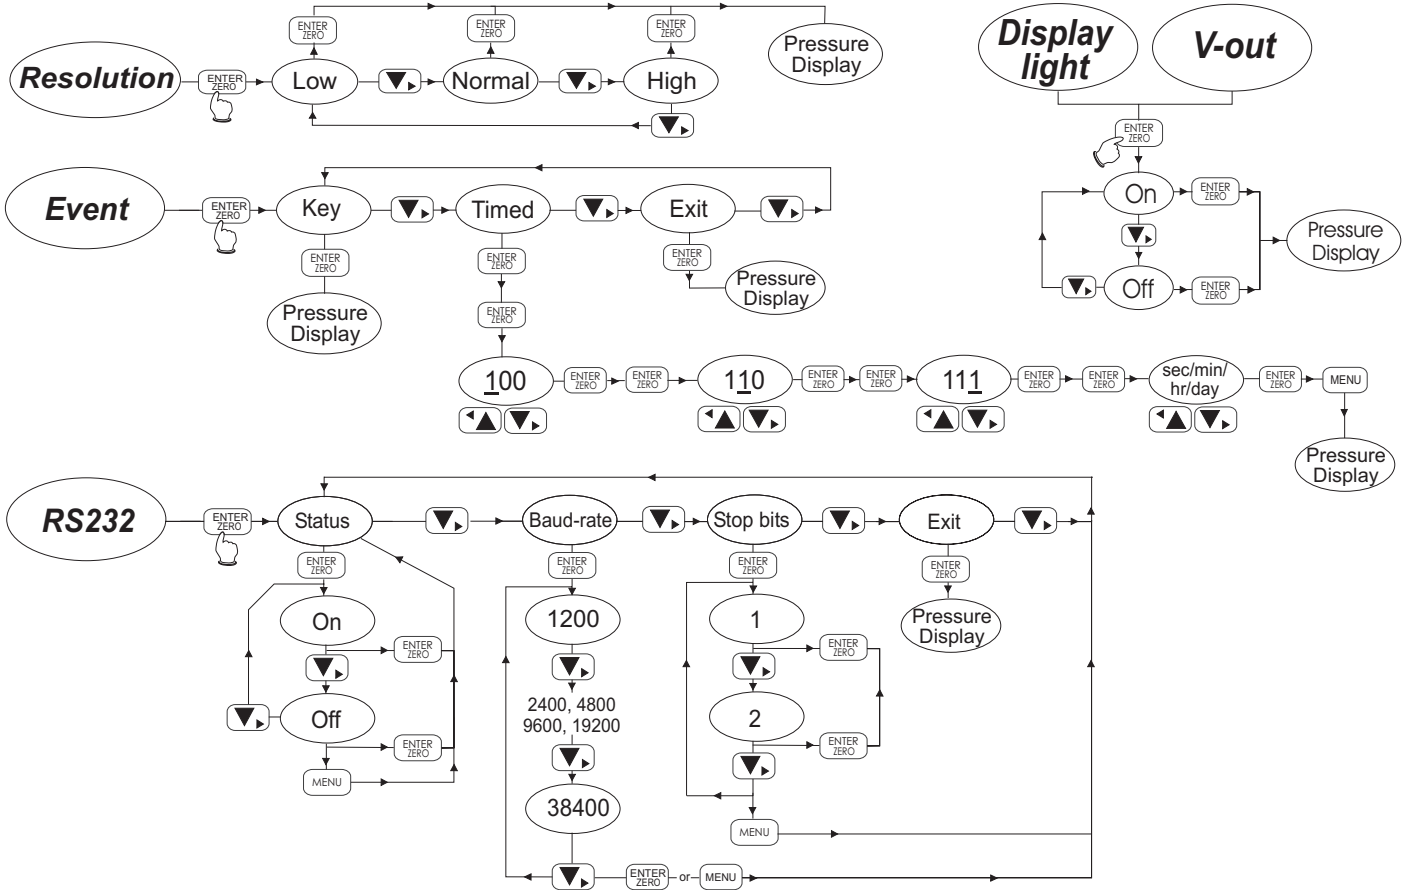 ENTER
ZERO
ENTER
ZERO
ENTER
ZERO
Pressure
Display
Resolution
ENTER
ZERO
Low
Normal
High
Display
light
V-out
ENTER
ZERO
On
ENTER
ZERO
Off
ENTER
ZERO
Pressure
Display
Event
ENTER
ZERO
Key
Timed
Exit
ENTER
ZERO
Pressure
Display
ENTER
ZERO
ENTER
ZERO
ENTER
ZERO
Pressure
Display
100
ENTER
ZERO
ENTER
ZERO
110
ENTER
ZERO
ENTER
ZERO
111
ENTER
ZERO
ENTER
ZERO
sec/min/
hr/day
ENTER
ZERO
MENU
Pressure
Display
RS232
ENTER
ZERO
Status
Baud-rate
Stop bits
Exit
ENTER
ZERO
On
ENTER
ZERO
Off
ENTER
ZERO
MENU
ENTER
ZERO
1200
2400, 4800
9600, 19200
38400
ENTER
ZERO
or
MENU
ENTER
ZERO
1
ENTER
ZERO
2
ENTER
ZERO
MENU
ENTER
ZERO
Pressure
Display